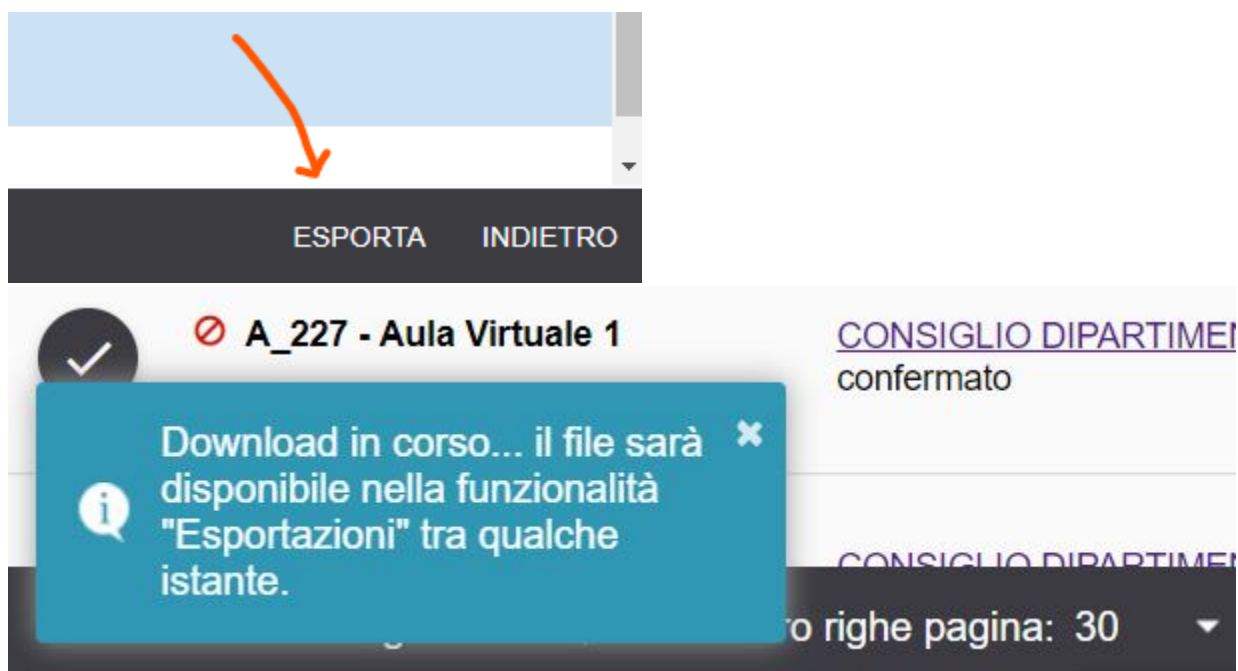 ESPORTA INDIETRO
A_227 - Aula Virtuale 1
CONSIGLIO
confermato
Download in corso... il file sarà
disponibile nella funzionalità
"Esportazioni" tra qualche
istante.
righe pagina: 30